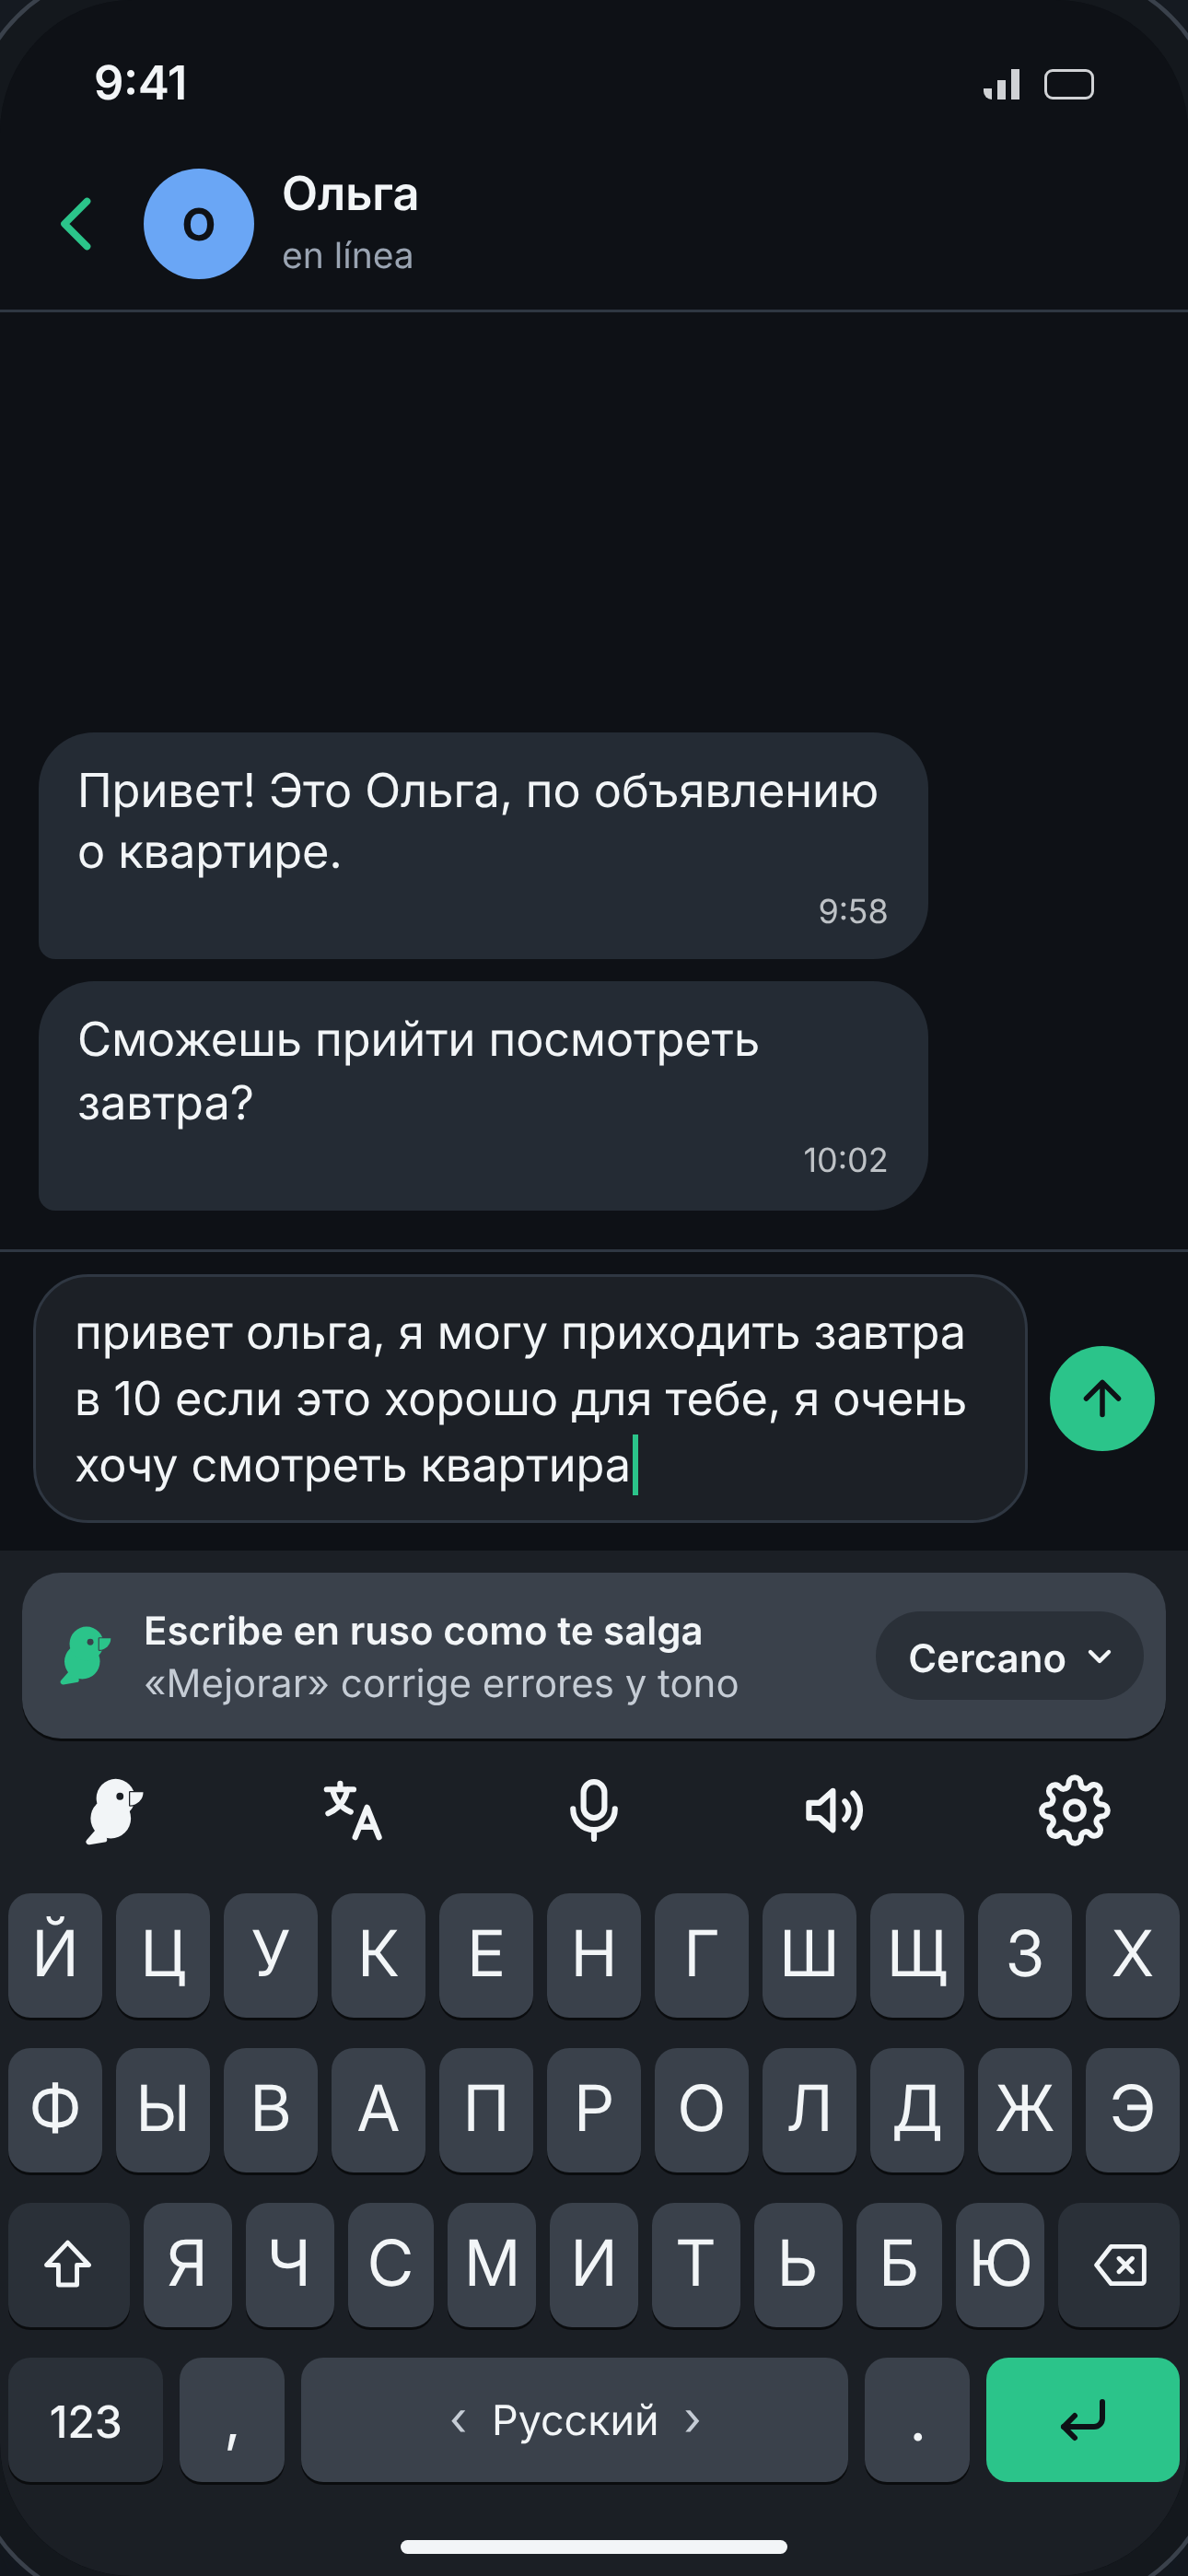 9:41
О
Ольга
en línea
Привет! Это Ольга, по объявлению
о квартире.
9:58
Сможешь прийти посмотреть
завтра?
10:02
привет ольга, я могу приходить завтра
в 10 если это хорошо для тебе, я очень
хочу смотреть квартира
Escribe en ruso como te salga
«Mejorar» corrige errores y tono
Cercano
Й Ц У К Е Н Г Ш Щ З Х
Ф Ы В А П Р О Л Д Ж Э
Я Ч С М И Т Ь Б Ю
123 , ‹ Русский › .